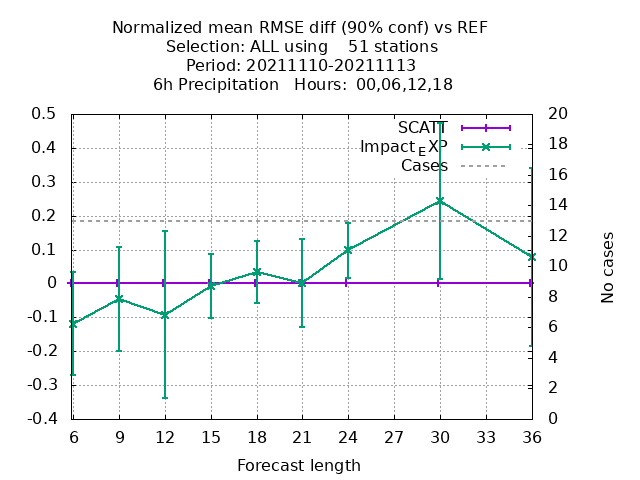 Normalized mean RMSE diff (90% conf) vs REF
Selection: ALL using    51 stations
Period: 20211110-20211113
6h Precipitation   Hours:  00,06,12,18
SCATT
Impact_EXP
Cases
0.5
0.4
0.3
0.2
0.1
0
-0.1
-0.2
-0.3
-0.4
20
18
16
14
12
10
8
6
4
2
0
No cases
6 9 12 15 18 21 24 27 30 33 36
Forecast length